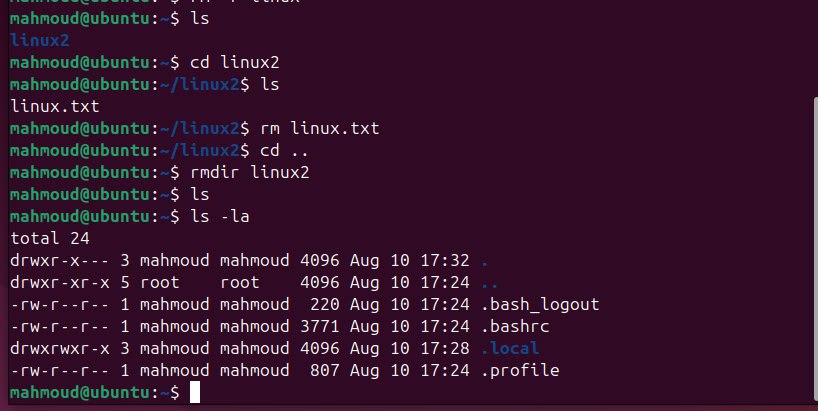 mahmoud@ubuntu:~$ ls
linux2
mahmoud@ubuntu:~$ cd linux2
mahmoud@ubuntu:~/linux2$ ls
linux.txt
mahmoud@ubuntu:~/linux2$ rm linux.txt
mahmoud@ubuntu:~/linux2$ cd ..
mahmoud@ubuntu:~$ rmdir linux2
mahmoud@ubuntu:~$ ls
mahmoud@ubuntu:~$ ls -la
total 24
drwxr-x--- 3 mahmoud mahmoud 4096 Aug 10 17:32 .
drwxr-xr-x 5 root    root    4096 Aug 10 17:24 ..
-rw-r--r-- 1 mahmoud mahmoud  220 Aug 10 17:24 .bash_logout
-rw-r--r-- 1 mahmoud mahmoud 3771 Aug 10 17:24 .bashrc
drwxrwxr-x 3 mahmoud mahmoud 4096 Aug 10 17:28 .local
-rw-r--r-- 1 mahmoud mahmoud  807 Aug 10 17:24 .profile
mahmoud@ubuntu:~$